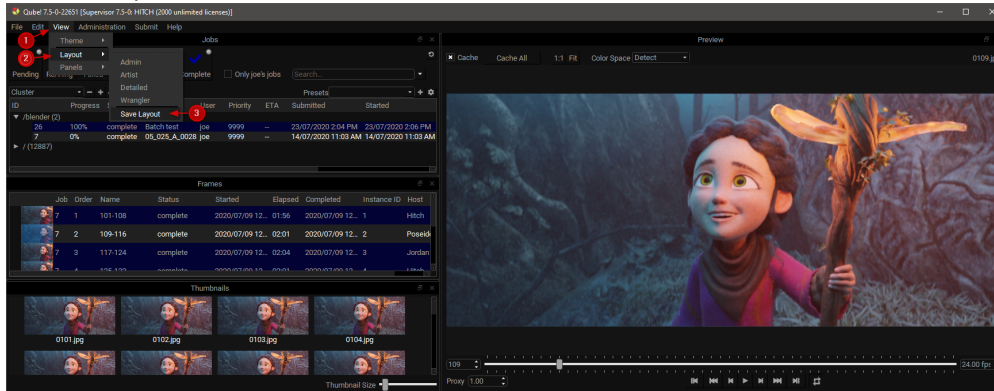 Qube! 7.5-0-22651 [Supervisor 7.5-0: HITCH (2000 unlimited licenses)]
File Edit View Administration Submit Help
1 Theme Jobs Preview
2 Layout
Panels
Admin
Artist
Detailed
Wrangler
Save Layout 3
Cache Cache All 1:1 Fit Color Space Detect 0109.j
Pending Complete Only joe's jobs Search...
Cluster Presets
ID Progress User Priority ETA Submitted Started
/blender (2)
26 100% complete Batch test joe 9999 -- 23/07/2020 2:04 PM 23/07/2020 2:06 PM
7 0% complete 05_025_A_0028 joe 9999 -- 14/07/2020 11:03 AM 14/07/2020 11:03 AM
/ (12887)
Frames
Job Order Name Status Started Elapsed Completed Instance ID Host
7 1 101-108 complete 2020/07/09 12... 01:56 2020/07/09 12... 1 Hitch
7 2 109-116 complete 2020/07/09 12... 02:01 2020/07/09 12... 2 Poseid
7 3 117-124 complete 2020/07/09 12... 02:04 2020/07/09 12... 3 Jordan
Thumbnails
0101.jpg 0102.jpg 0103.jpg 0104.jpg
Thumbnail Size
109 24.00 fps
Proxy 1.00